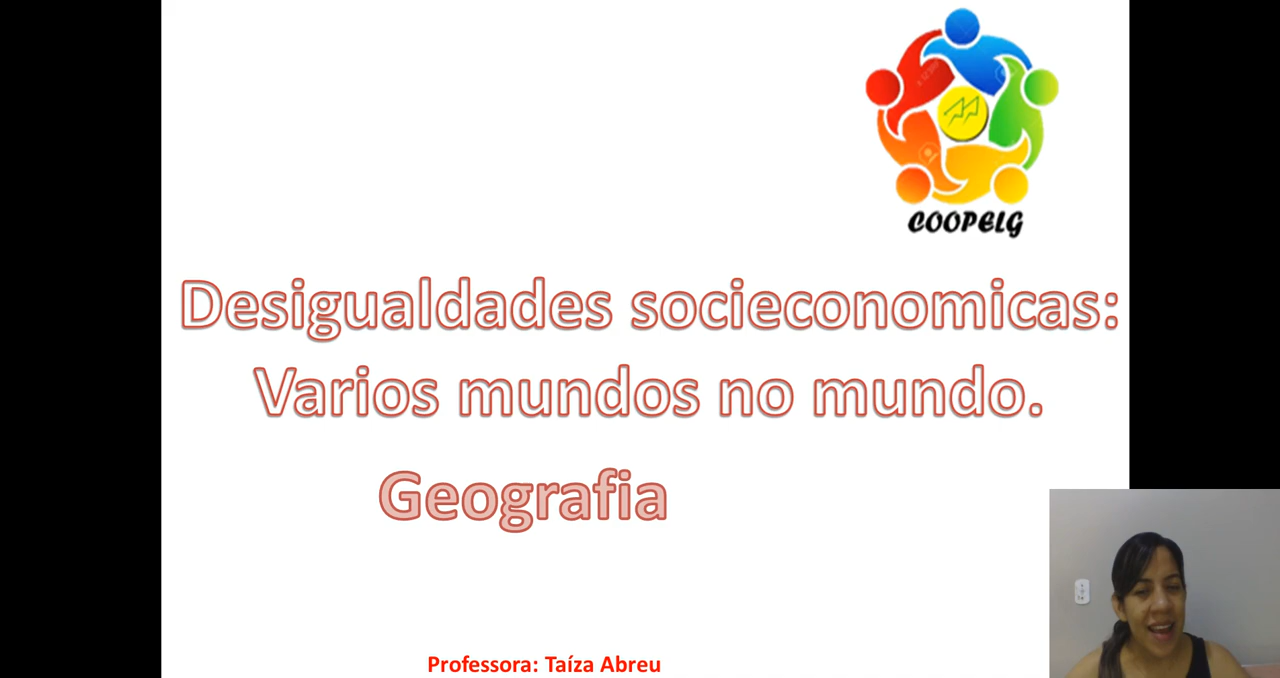 COOPELG
Desigualdades socieconomicas:
Varios mundos no mundo.
Geografia
Professora: Taíza Abreu